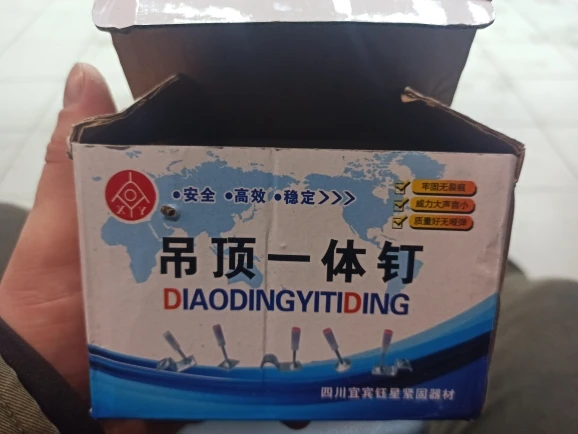 •安全 •高效 •稳定>>>
牢固无裂痕
威力大声音小
质量好无哑弹
吊顶一体钉
DIAODINGYITIDING
四川宜宾钰星紧固器材